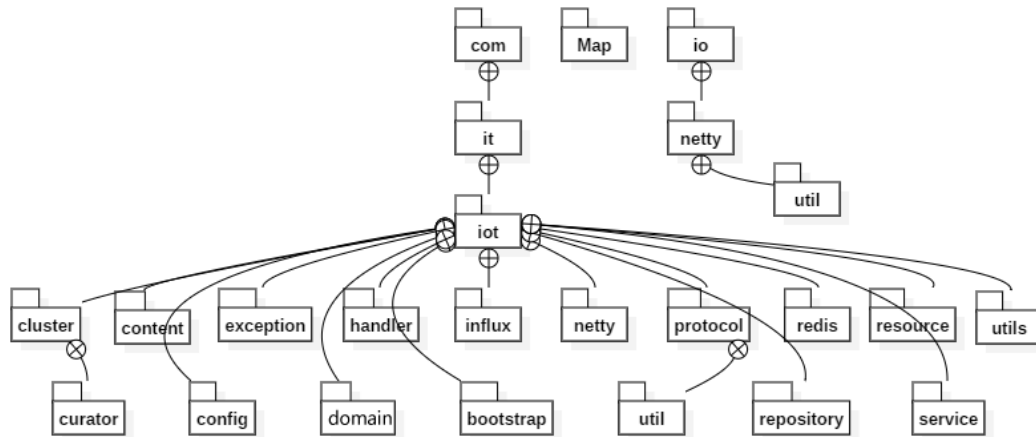 com Map io
it netty
util
iot
cluster content exception handler influx netty protocol redis resource utils
curator config domain bootstrap util repository service